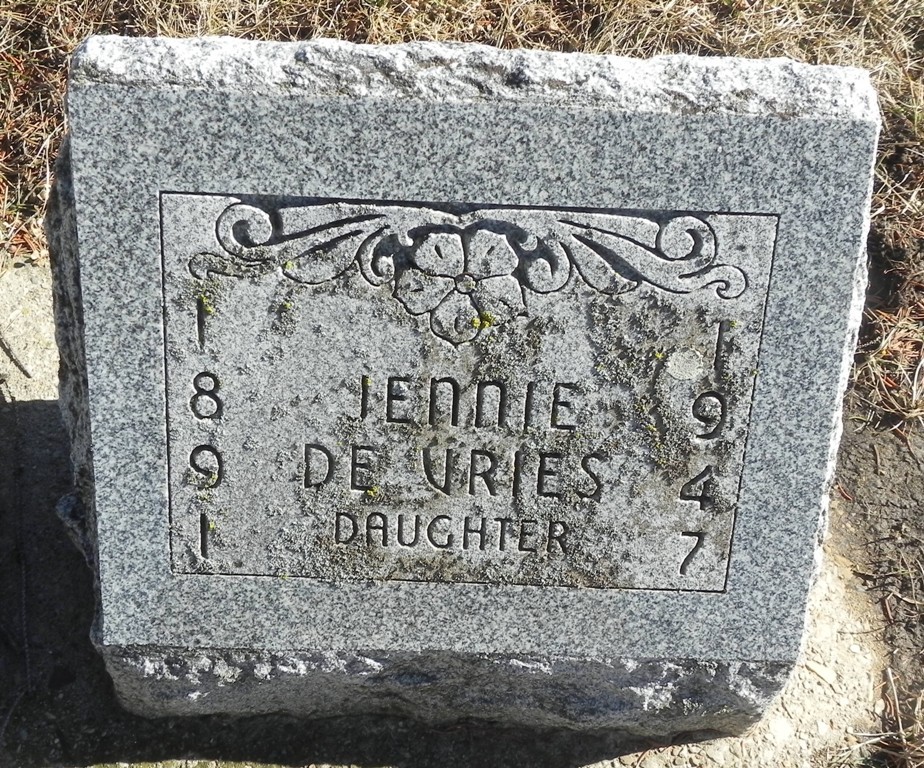 1891
JENNIE
DE VRIES
DAUGHTER
1947